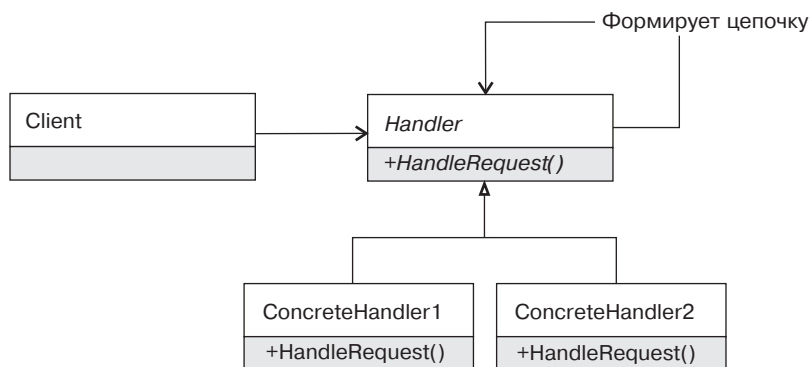 Формирует цепочку
Client
Handler
+HandleRequest()
ConcreteHandler1
+HandleRequest()
ConcreteHandler2
+HandleRequest()